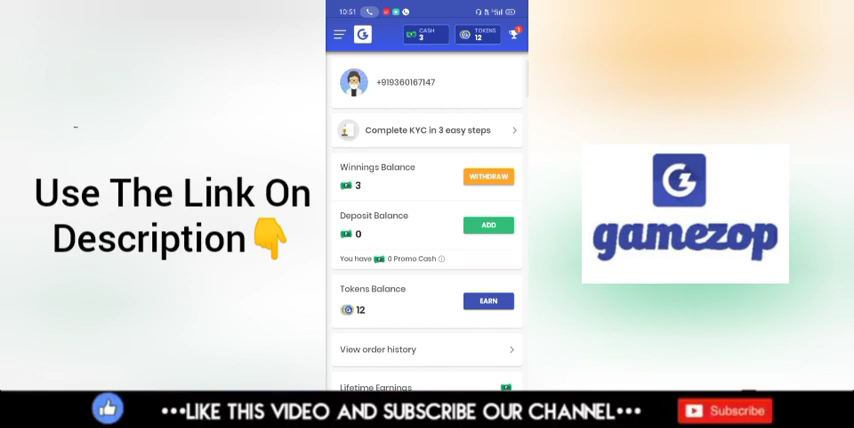 10:51
CASH
3
TOKENS
12
1
+919360167147
Complete KYC in 3 easy steps
Winnings Balance
3
WITHDRAW
Deposit Balance
0
ADD
You have 0 Promo Cash
Tokens Balance
12
EARN
View order history
Lifetime Earnings
Use The Link On
Description👇
G
gamezop
•••LIKE THIS VIDEO AND SUBSCRIBE OUR CHANNEL•••
Subscribe